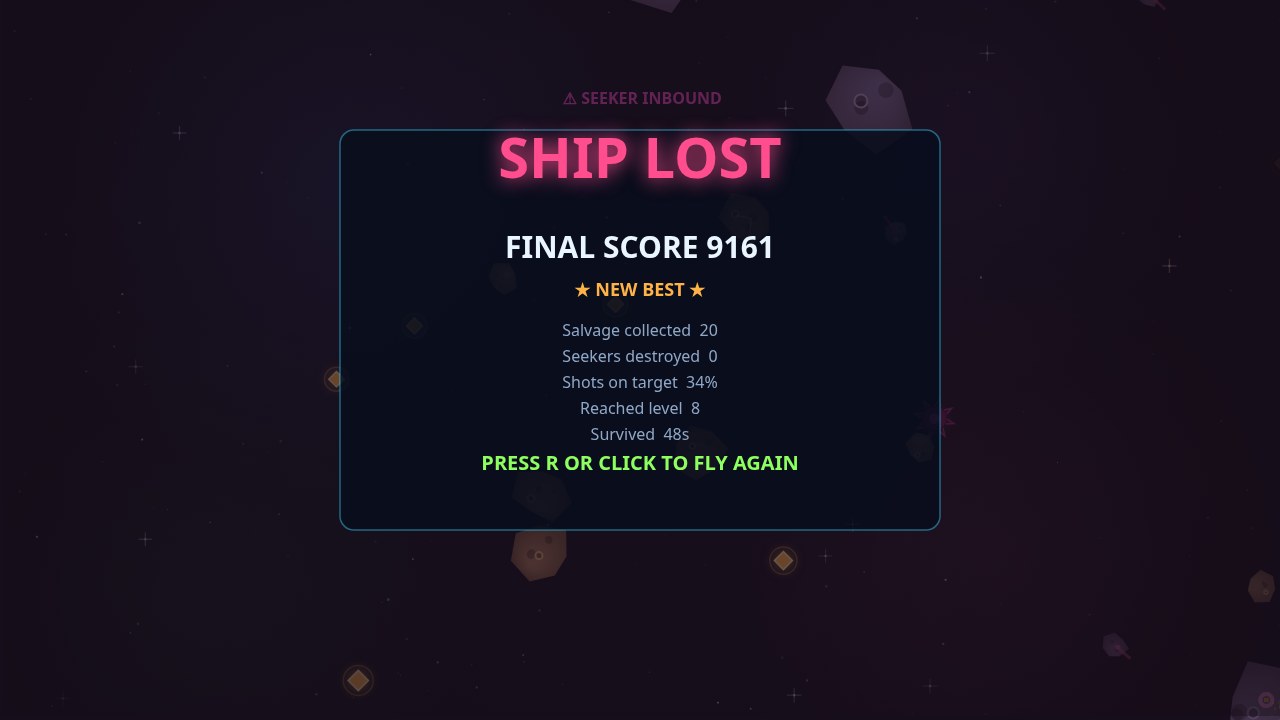 ⚠ SEEKER INBOUND
SHIP LOST
FINAL SCORE 9161
★ NEW BEST ★
Salvage collected 20
Seekers destroyed 0
Shots on target 34%
Reached level 8
Survived 48s
PRESS R OR CLICK TO FLY AGAIN